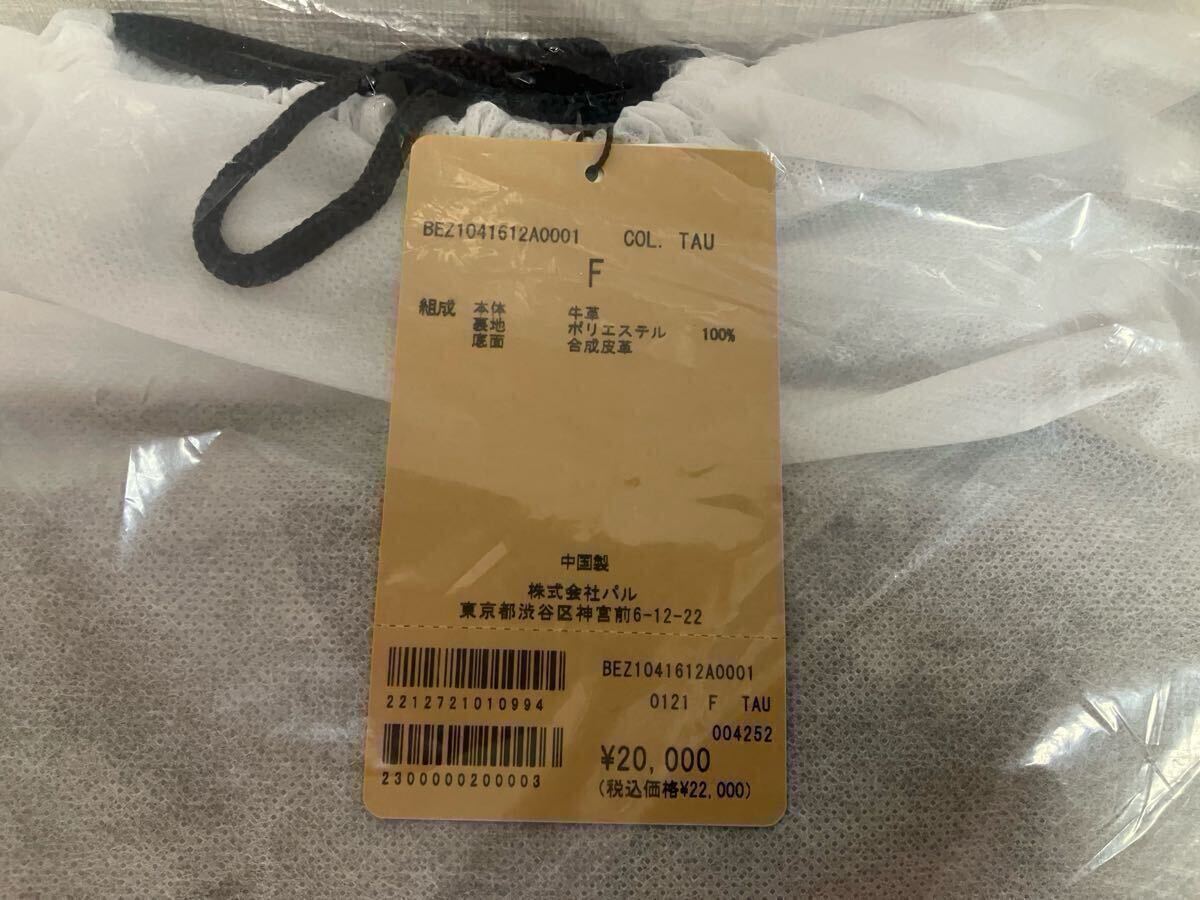 BEZ1041612A0001 COL. TAU
F
組成 本体 牛革
裏地 ポリエステル 100%
底面 合成皮革
中国製
株式会社パル
東京都渋谷区神宮前6-12-22
BEZ1041612A0001
2212721010994
0121 F TAU
004252
¥20,000
2300000200003
(税込価格¥22,000)